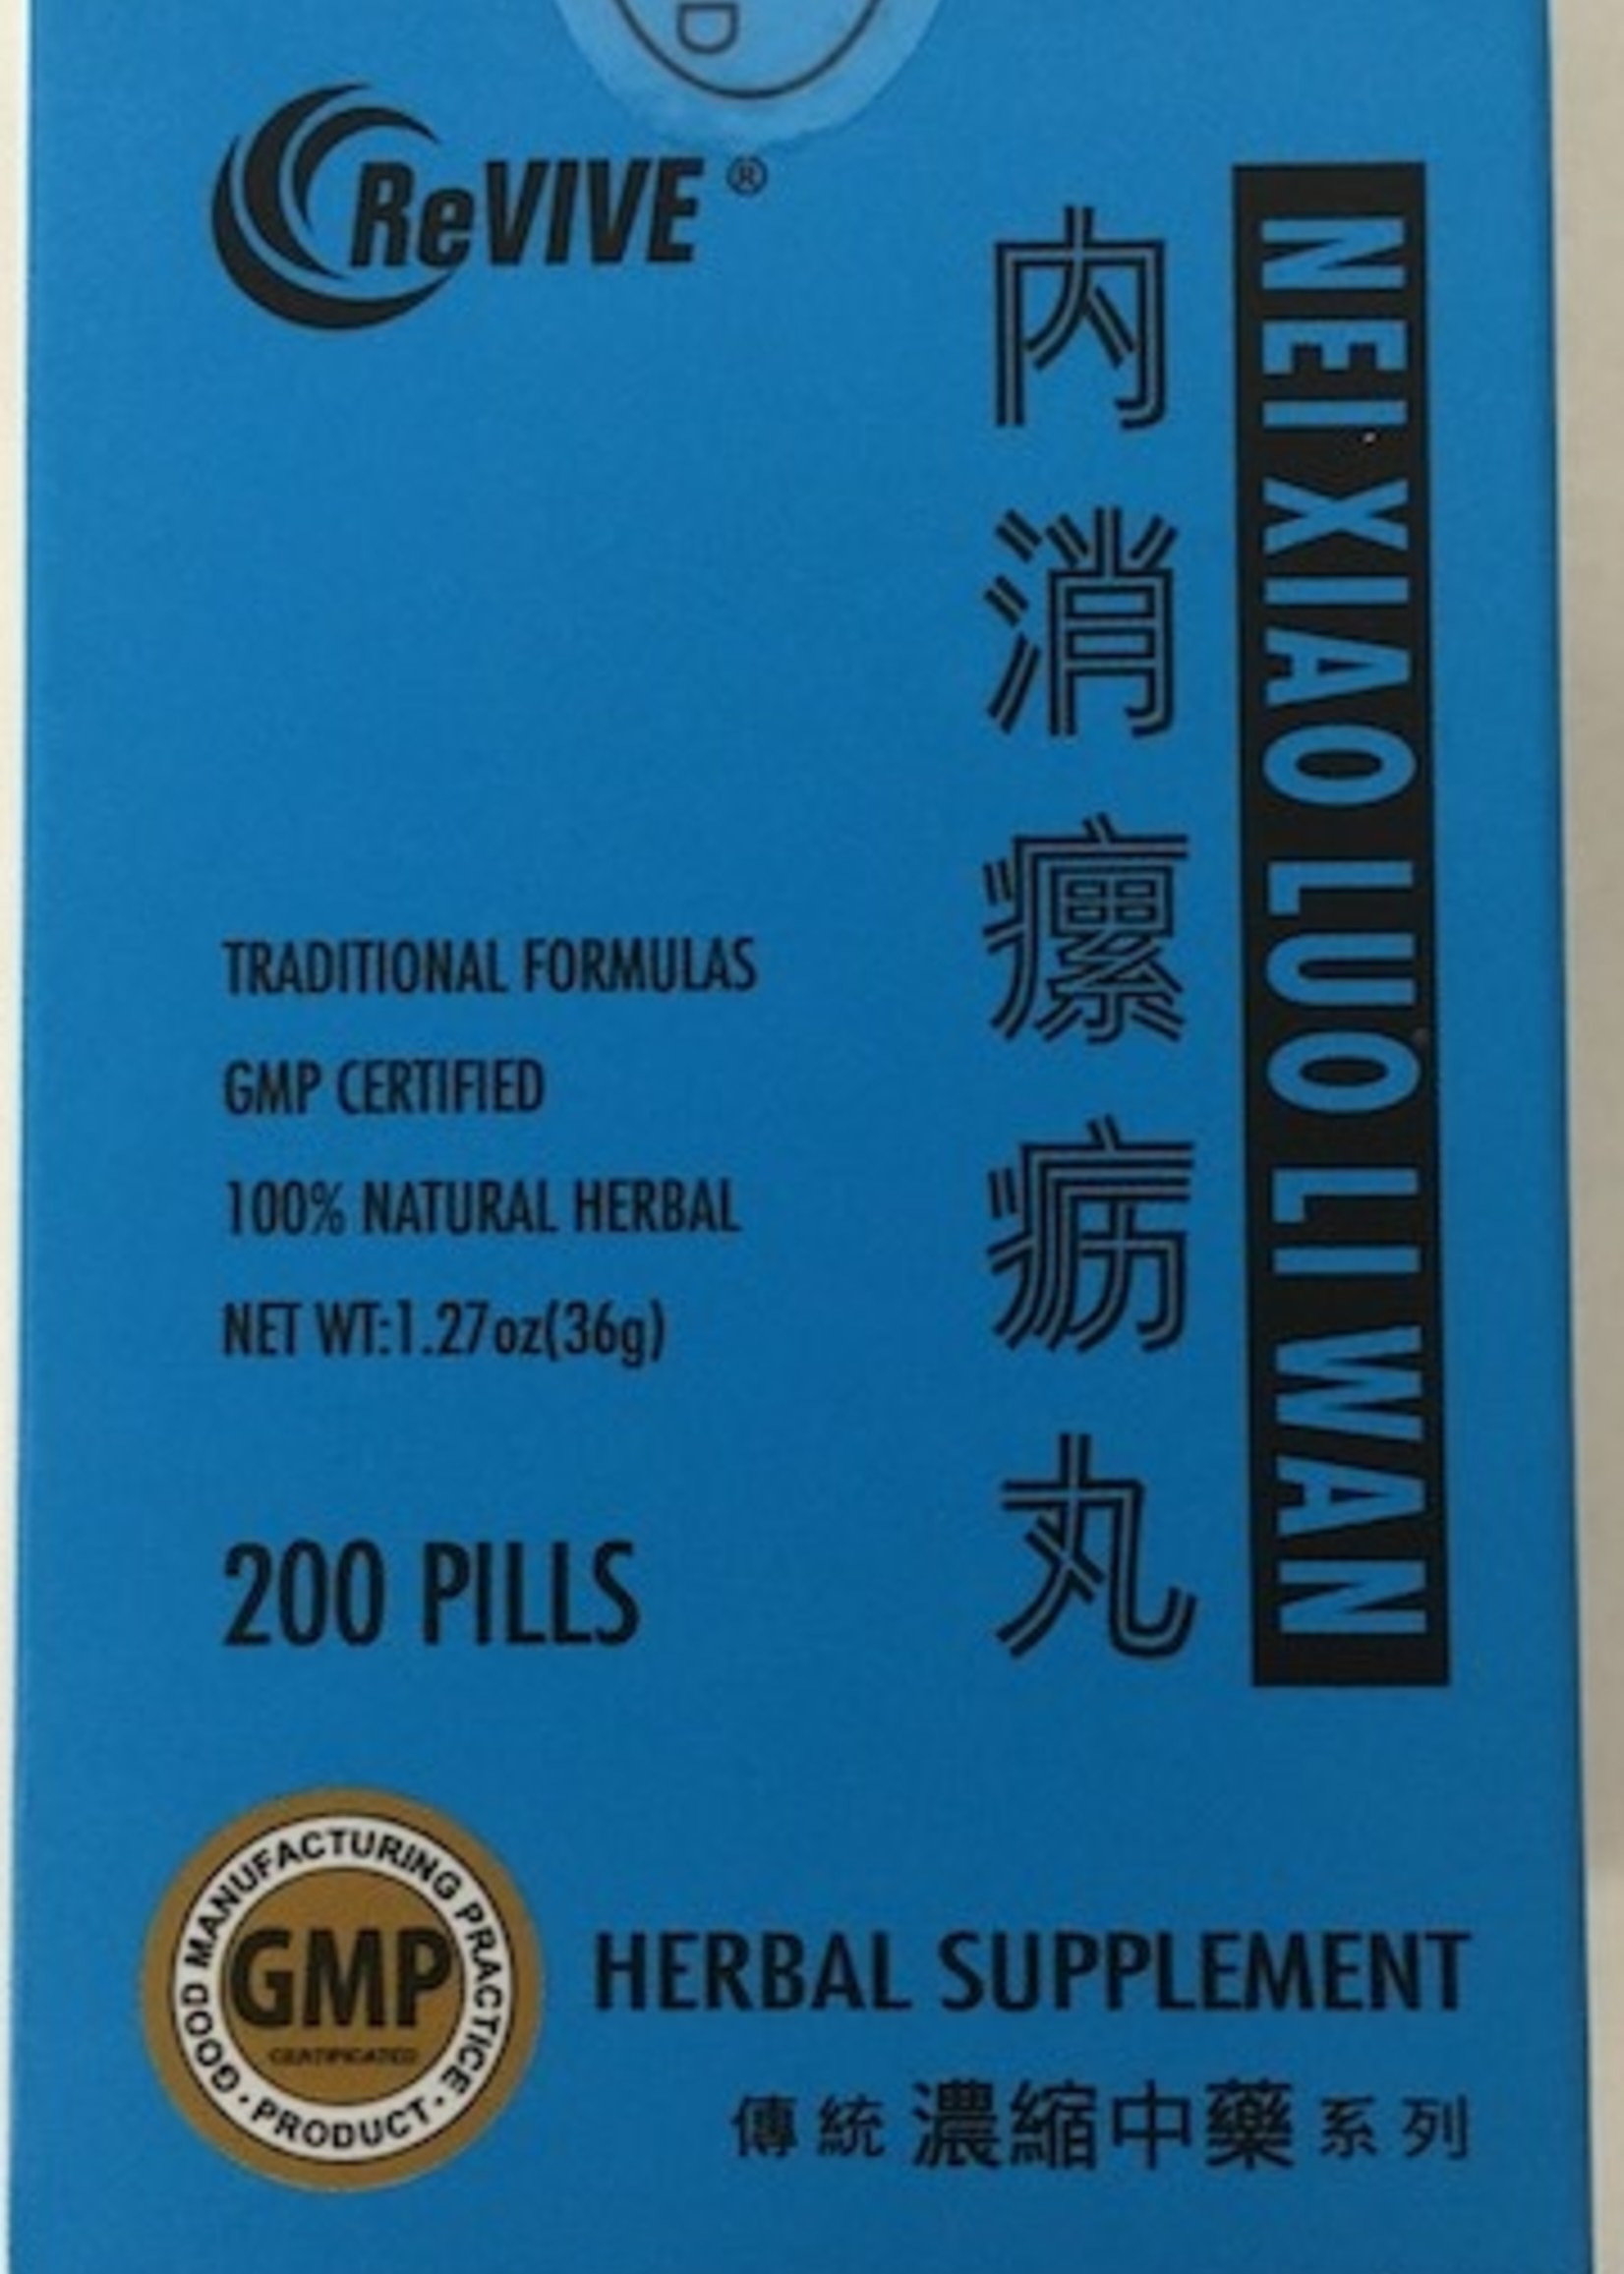 D
ReVIVE®
內消瘰疬丸
NEI XIAO LUO LI WAN
TRADITIONAL FORMULAS
GMP CERTIFIED
100% NATURAL HERBAL
NET WT:1.27oz(36g)
200 PILLS
GOOD MANUFACTURING PRACTICE · PRODUCT ·
GMP
CERTIFICATED
HERBAL SUPPLEMENT
傳統濃縮中藥系列